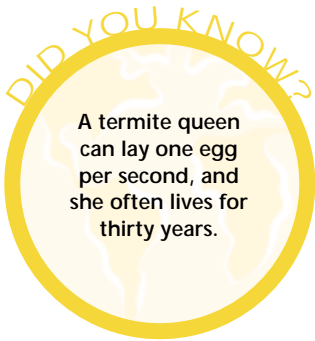 DID YOU KNOW?
A termite queen
can lay one egg
per second, and
she often lives for
thirty years.